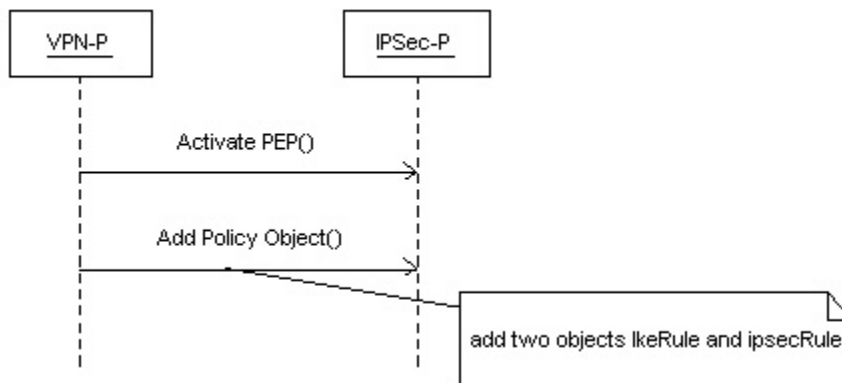 VPN-P
IPSec-P
Activate PEP()
Add Policy Object()
add two objects IkeRule and ipsecRule